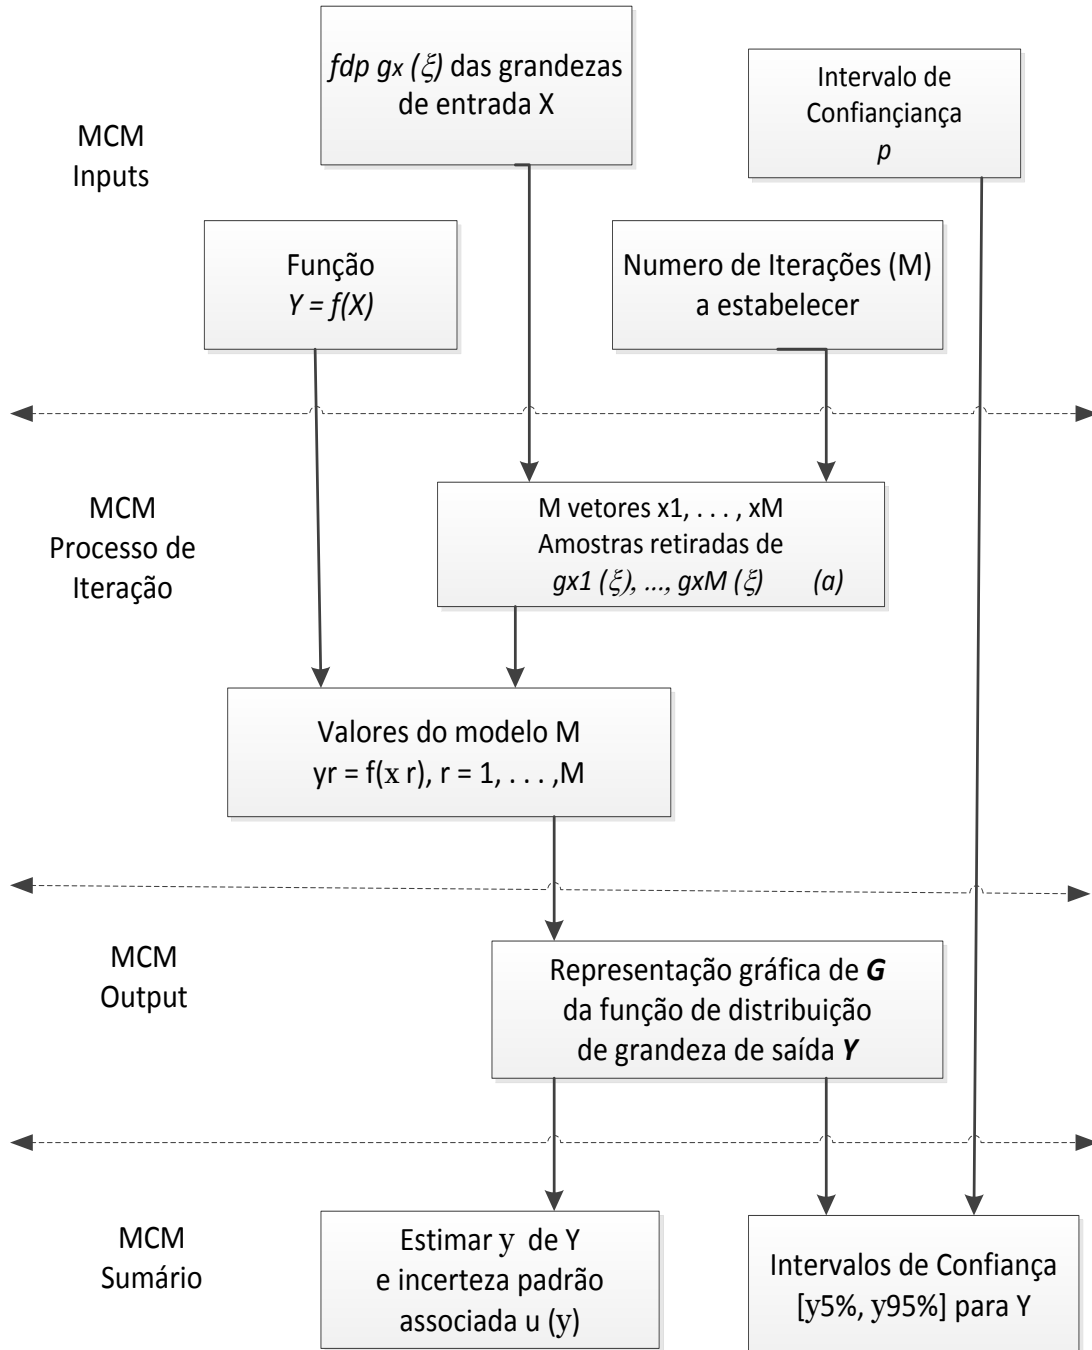 MCM
Inputs
fdp gx (ξ) das grandezas
de entrada X
Intervalo de
Confiançiança
p
Função
Y = f(X)
Numero de Iterações (M)
a estabelecer
MCM
Processo de
Iteração
M vetores x1, . . . , xM
Amostras retiradas de
gx1 (ξ), ..., gxM (ξ) (a)
Valores do modelo M
yr = f(x r), r = 1, . . . ,M
MCM
Output
Representação gráfica de G
da função de distribuição
de grandeza de saída Y
MCM
Sumário
Estimar y de Y
e incerteza padrão
associada u (y)
Intervalos de Confiança
[y5%, y95%] para Y